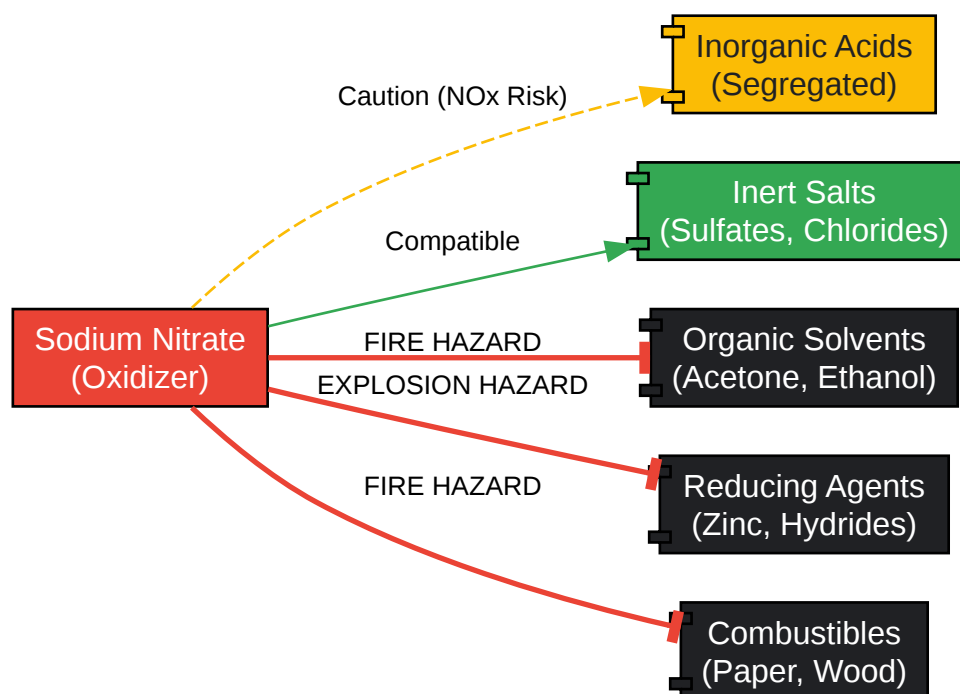 Inorganic Acids
(Segregated)
Caution (NOx Risk)
Inert Salts
(Sulfates, Chlorides)
Compatible
Sodium Nitrate
(Oxidizer)
FIRE HAZARD
Organic Solvents
(Acetone, Ethanol)
EXPLOSION HAZARD
Reducing Agents
(Zinc, Hydrides)
FIRE HAZARD
Combustibles
(Paper, Wood)